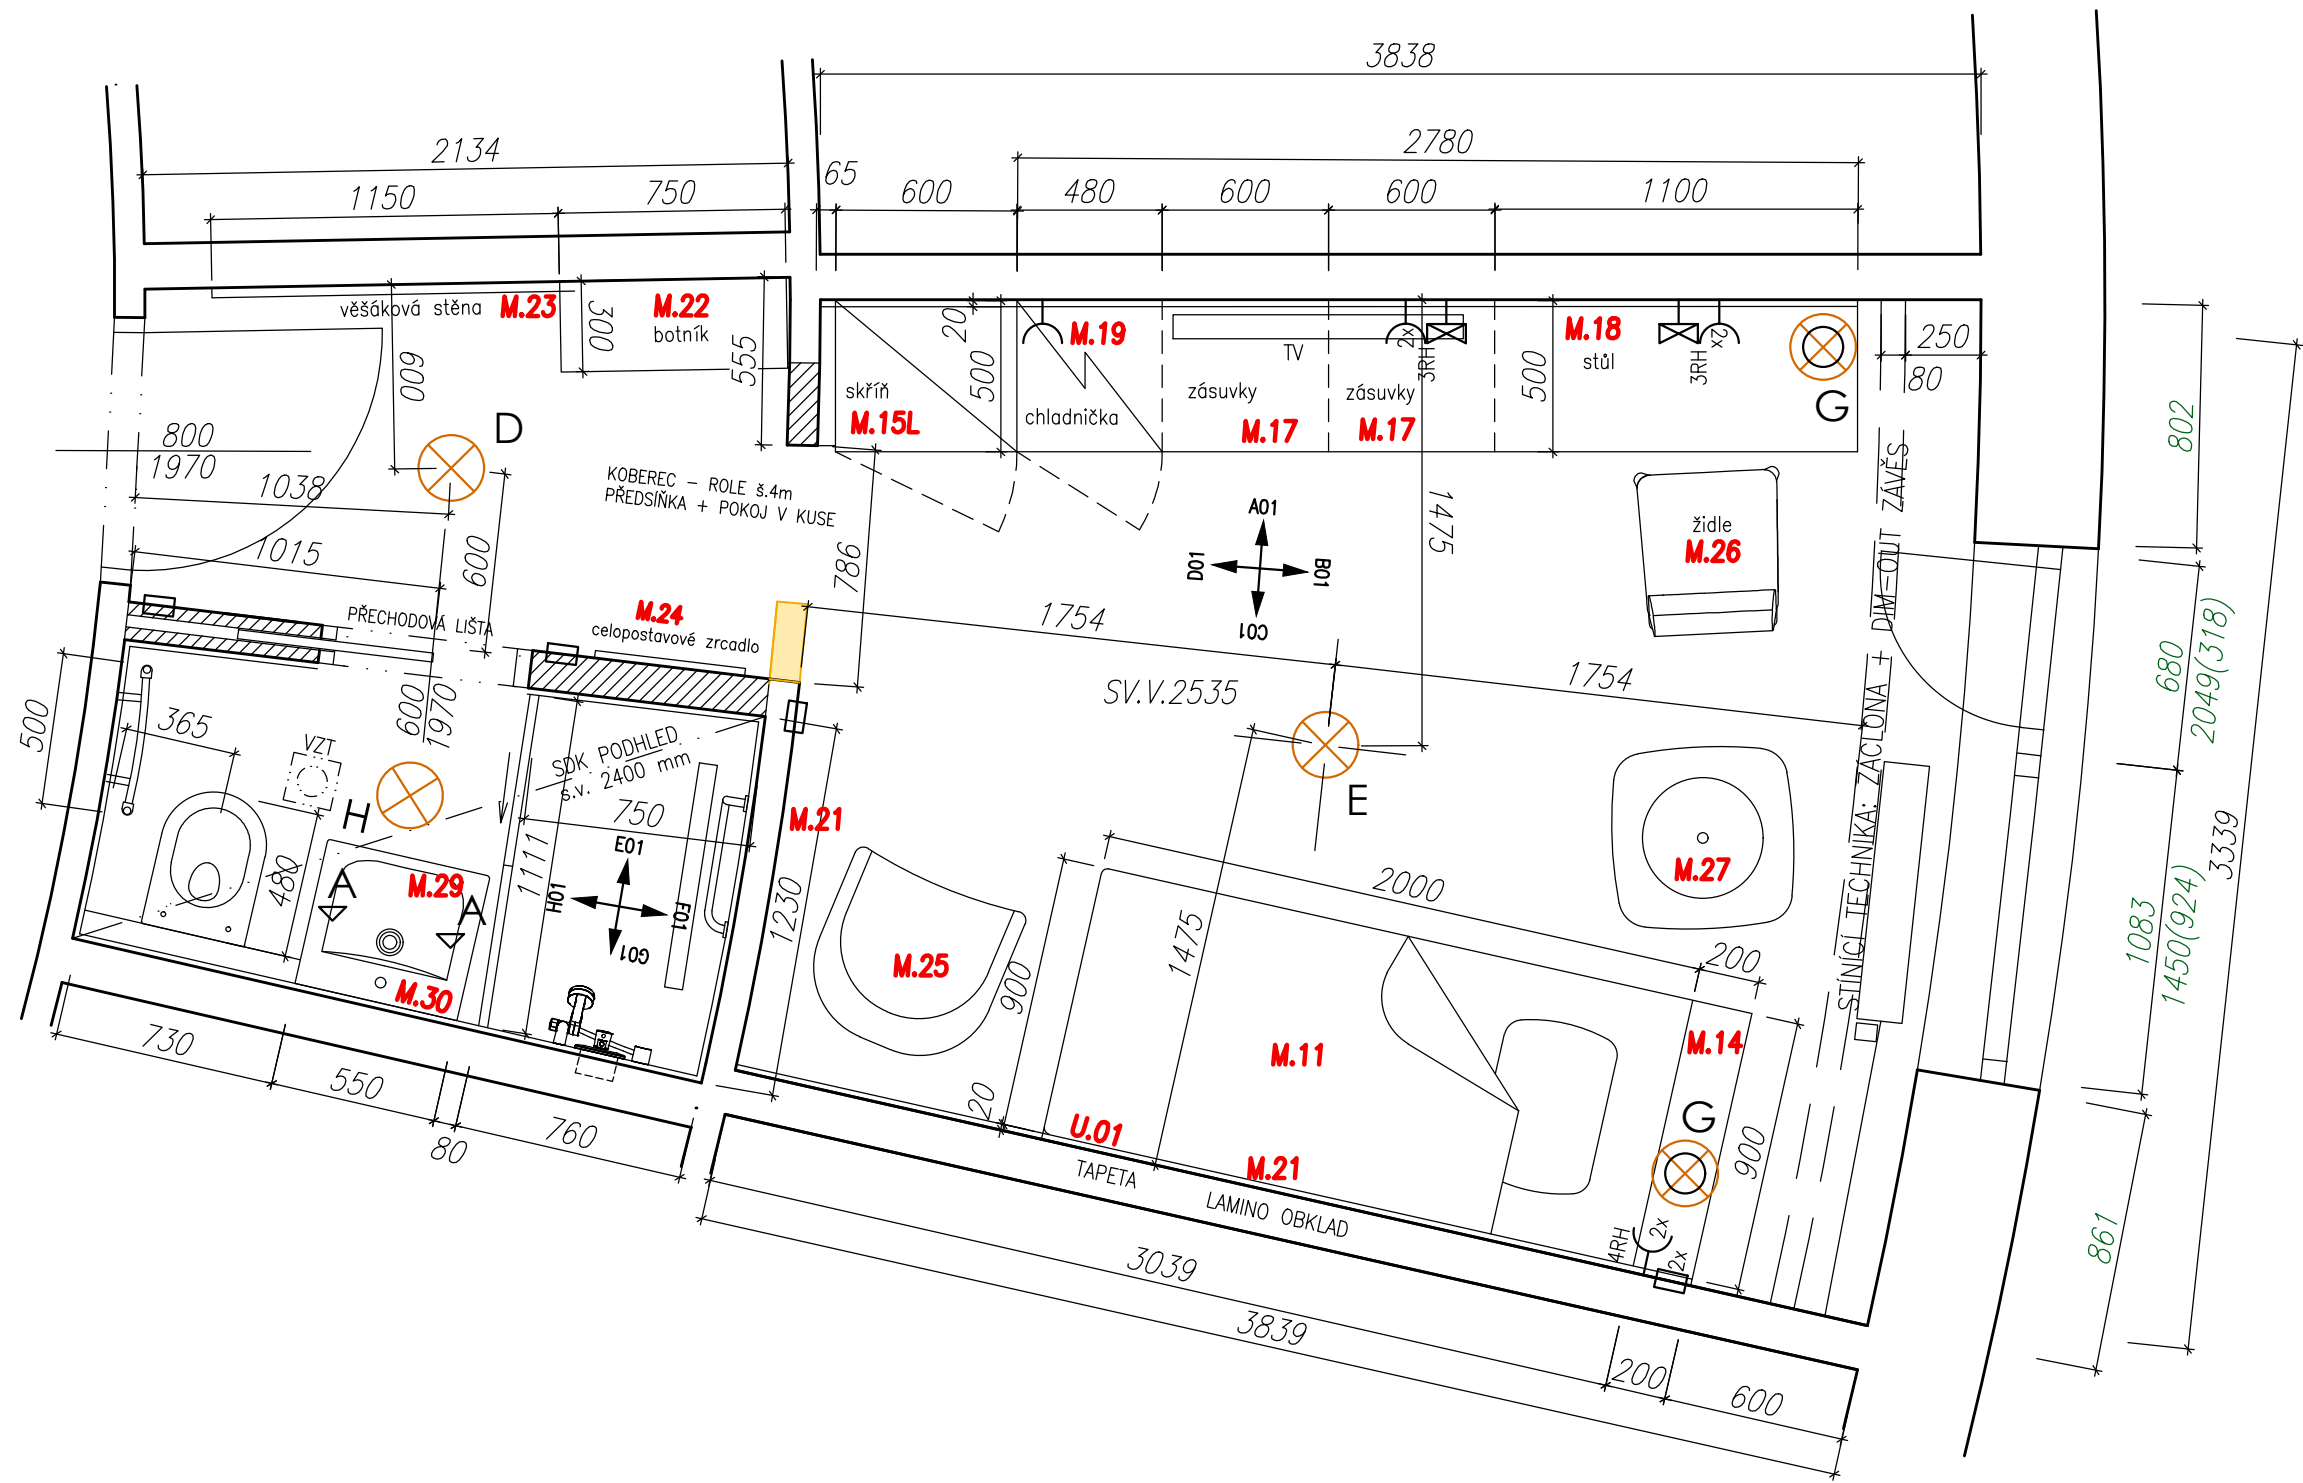 3838
2134
2780
1150
750
65
600
480
600
600
1100
věšáková stěna
M.23
M.22
botník
300
600
555
20
500
M.19
TV
2x
3RH
M.18
stůl
500
3RH
2x
G
250
80
skříň
M.15L
chladnička
zásuvky
M.17
zásuvky
M.17
D
800
1970
1038
1015
600
KOBEREC – ROLE š.4m
PŘEDSÍŇKA + POKOJ V KUSE
786
A01
B01
C01
D01
1475
židle
M.26
802
680
2049(318)
1083
1450(924)
3339
861
STÍNÍCÍ TECHNIKA: ZÁCLONA + DIM-OUT ZÁVĚS
PŘECHODOVÁ LIŠTA
M.24
celopostavové zrcadlo
1754
1754
SV.V.2535
E
500
365
VZT
600
1970
SDK PODHLED
s.v. 2400 mm
750
H
480
1111
A
A
M.29
M.30
E01
F01
G01
H01
M.21
1230
M.25
900
20
1475
2000
200
M.27
M.11
M.14
G
900
U.01
M.21
TAPETA
LAMINO OBKLAD
4RH
2x
2x
730
550
80
760
3039
3839
200
600